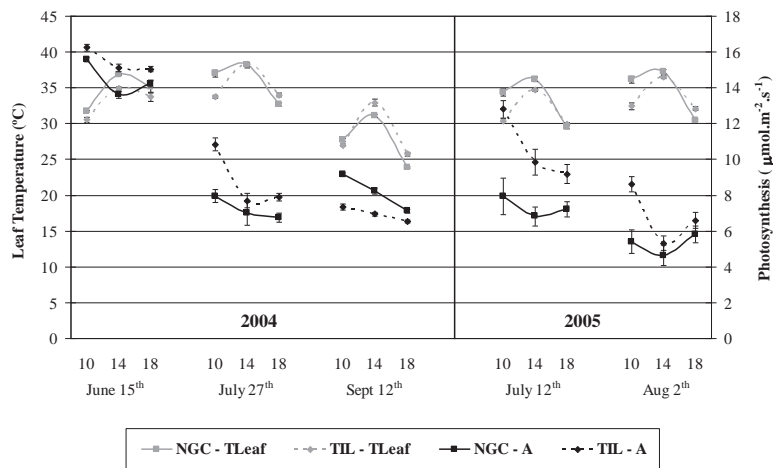 45
40
35
30
25
20
15
10
5
0
Leaf Temperature (ºC)
18
16
14
12
10
8
6
4
2
0
Photosynthesis ( μmol.m⁻².s⁻¹)
2004
2005
10 14 18
10 14 18
10 14 18
10 14 18
10 14 18
June 15th
July 27th
Sept 12th
July 12th
Aug 2th
NGC - TLeaf
TIL - TLeaf
NGC - A
TIL - A